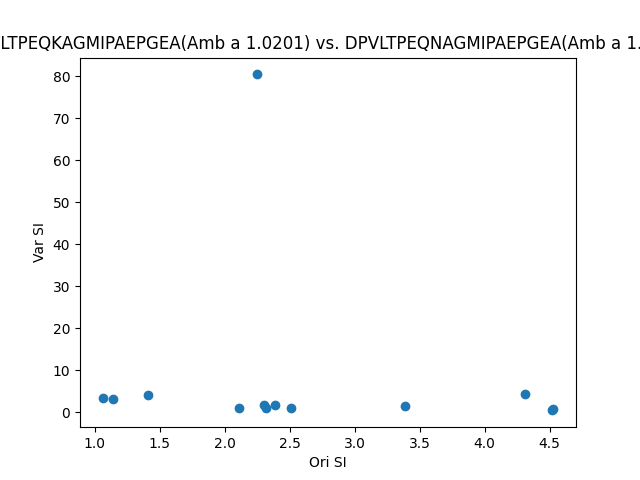 LTPEQKAGMIPAEPGEA(Amb a 1.0201) vs. DPVLTPEQNAGMIPAEPGEA(Amb a 1.
80
70
60
50
40
30
20
10
0
Var SI
1.0 1.5 2.0 2.5 3.0 3.5 4.0 4.5
Ori SI